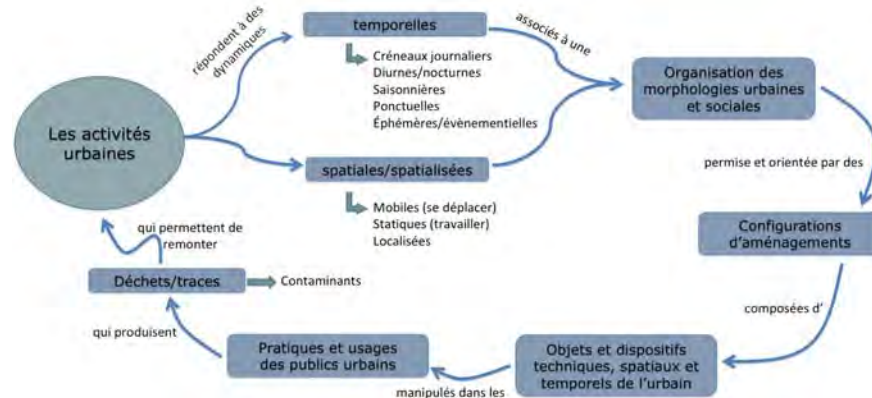 Les activités
urbaines
répondent à des
dynamiques
temporelles
Créneaux journaliers
Diurnes/nocturnes
Saisonnières
Ponctuelles
Éphémères/évènementielles
spatiales/spatialisées
Mobiles (se déplacer)
Statiques (travailler)
Localisées
associés à une
Organisation des
morphologies urbaines
et sociales
permise et orientée par des
Configurations
d’aménagements
composées d’
Objets et dispositifs
techniques, spatiaux et
temporels de l’urbain
manipulés dans les
Pratiques et usages
des publics urbains
qui produisent
Déchets/traces
Contaminants
qui permettent de
remonter